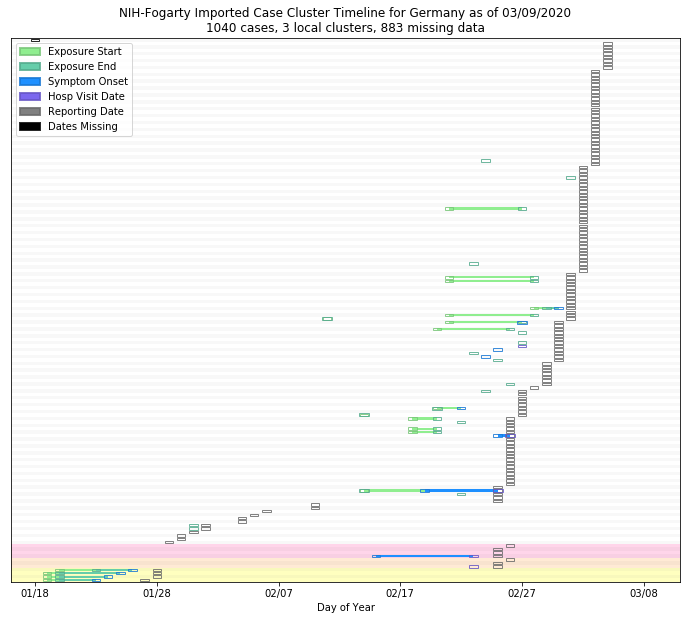 NIH-Fogarty Imported Case Cluster Timeline for Germany as of 03/09/2020
1040 cases, 3 local clusters, 883 missing data
Exposure Start
Exposure End
Symptom Onset
Hosp Visit Date
Reporting Date
Dates Missing
01/18 01/28 02/07 02/17 02/27 03/08
Day of Year